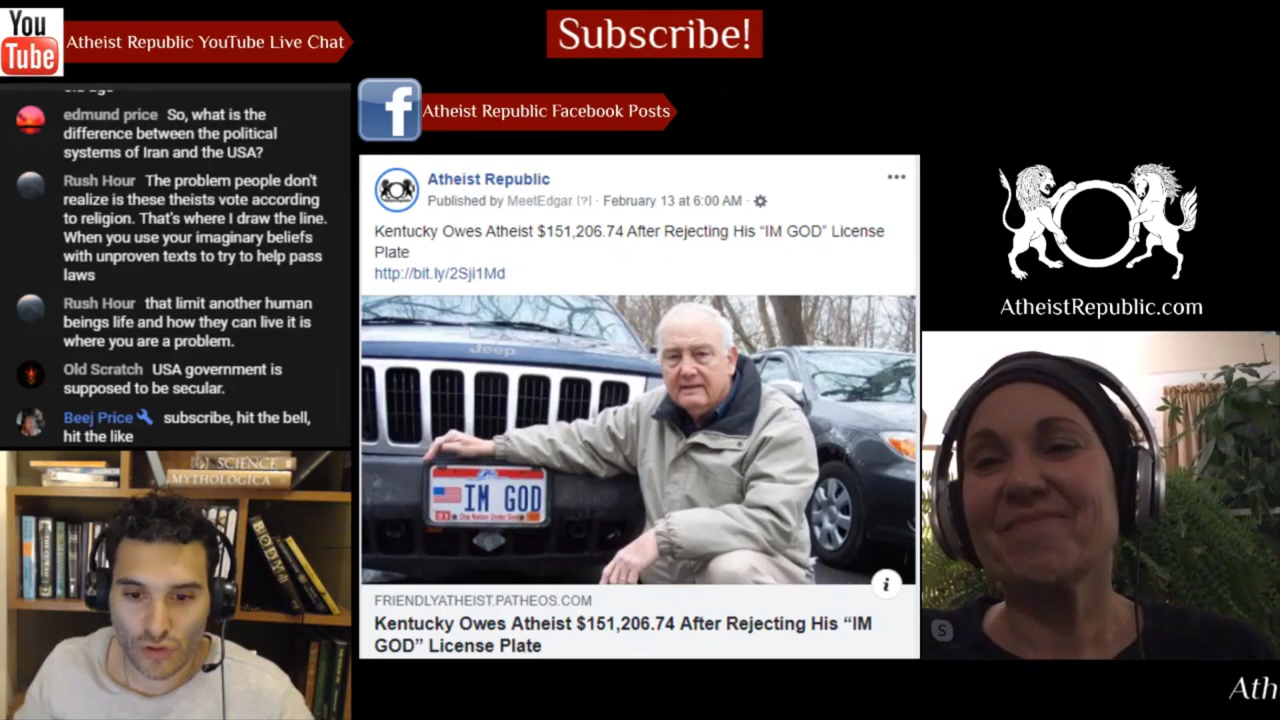 You
Tube
Atheist Republic YouTube Live Chat
Subscribe!
edmund price So, what is the
difference between the political
systems of Iran and the USA?
Rush Hour The problem people don't
realize is these theists vote according
to religion. That's where I draw the line.
When you use your imaginary beliefs
with unproven texts to try to help pass
laws
Rush Hour that limit another human
beings life and how they can live it is
where you are a problem.
Old Scratch USA government is
supposed to be secular.
Beej Price subscribe, hit the bell,
hit the like
SCIENCE
MYTHOLOGICA
BODY
f
Atheist Republic Facebook Posts
Atheist Republic
Published by MeetEdgar [?] · February 13 at 6:00 AM ·
Kentucky Owes Atheist $151,206.74 After Rejecting His “IM GOD” License
Plate
http://bit.ly/2Sji1Md
Jeep
IM GOD
One Nation Under God
i
FRIENDLYATHEIST.PATHEOS.COM
Kentucky Owes Atheist $151,206.74 After Rejecting His “IM
GOD” License Plate
AtheistRepublic.com
S
Ath